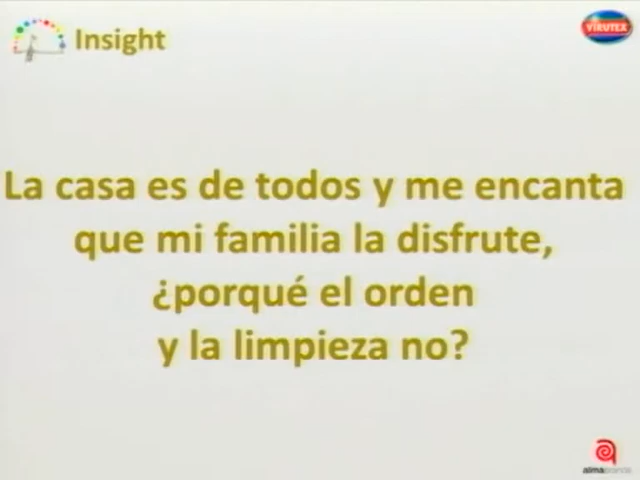 Insight
VIRUTEX
La casa es de todos y me encanta
que mi familia la disfrute,
¿porqué el orden
y la limpieza no?
almabrands